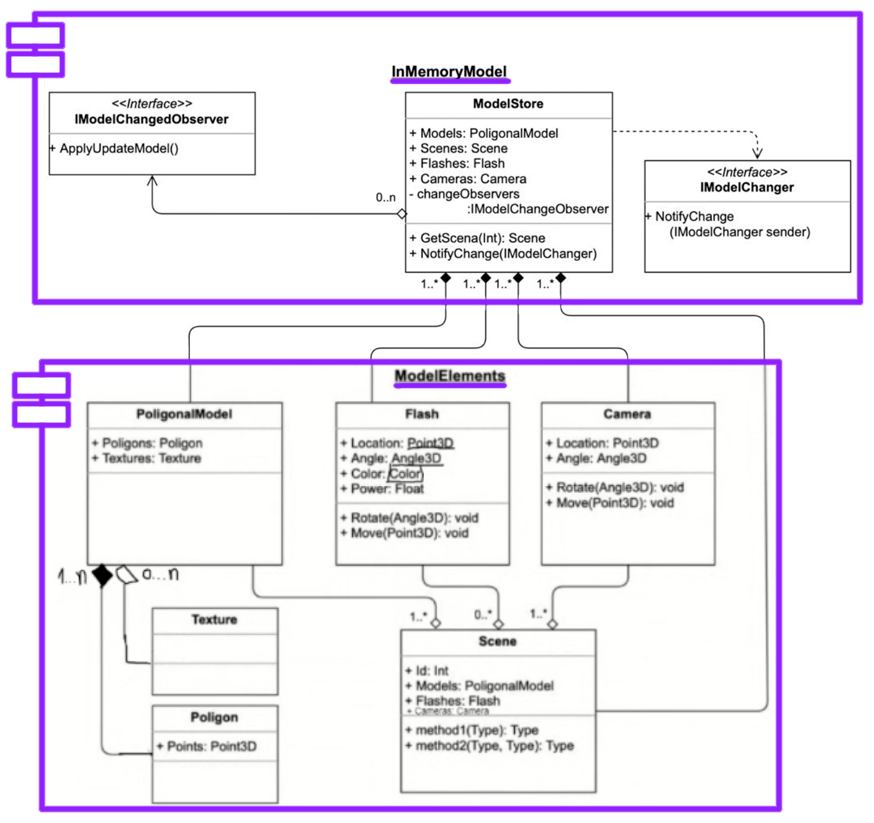 InMemoryModel
<<Interface>>
IModelChangedObserver
+ ApplyUpdateModel()
ModelStore
+ Models: PoligonalModel
+ Scenes: Scene
+ Flashes: Flash
+ Cameras: Camera
- changeObservers
:IModelChangeObserver
+ GetScena(Int): Scene
+ NotifyChange(IModelChanger)
<<Interface>>
IModelChanger
+ NotifyChange
(IModelChanger sender)
0..n
1..* 1..* 1..* 1..*
ModelElements
PoligonalModel
+ Poligons: Poligon
+ Textures: Texture
Flash
+ Location: Point3D
+ Angle: Angle3D
+ Color: Color
+ Power: Float
+ Rotate(Angle3D): void
+ Move(Point3D): void
Camera
+ Location: Point3D
+ Angle: Angle3D
+ Rotate(Angle3D): void
+ Move(Point3D): void
1...n 0...n
Texture
Poligon
+ Points: Point3D
1..* 0..* 1..*
Scene
+ Id: Int
+ Models: PoligonalModel
+ Flashes: Flash
+ Cameras: Camera
+ method1(Type): Type
+ method2(Type, Type): Type